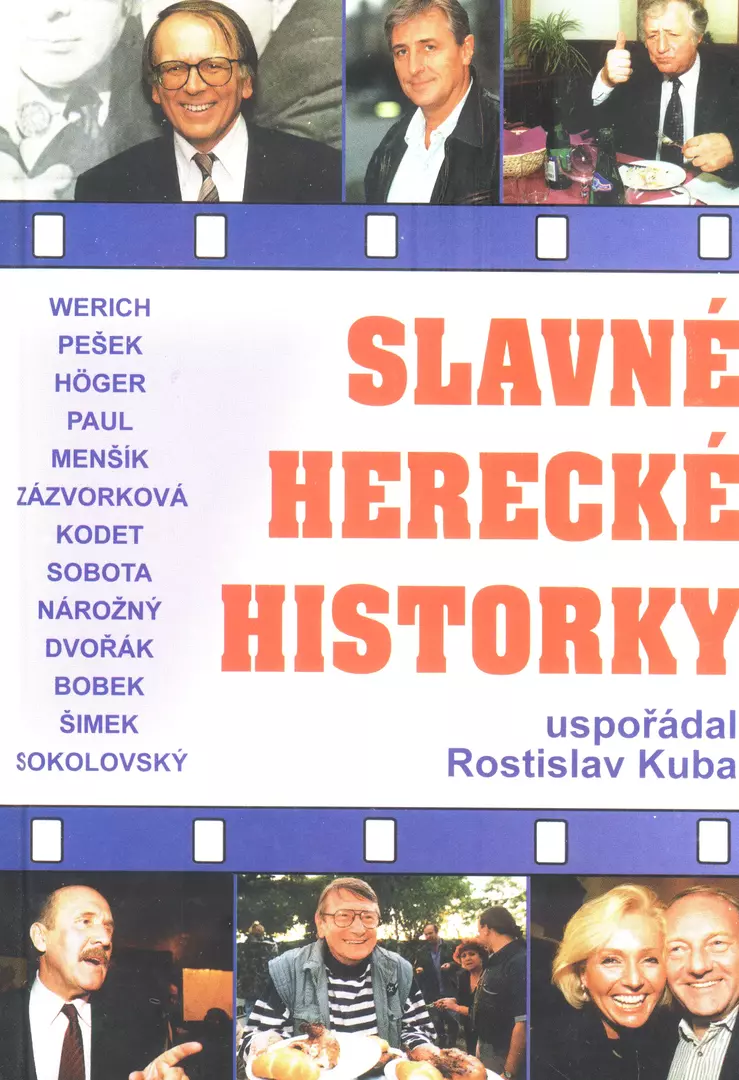 WERICH
PEŠEK
HÖGER
PAUL
MENŠÍK
ZÁZVORKOVÁ
KODET
SOBOTA
NÁROŽNÝ
DVOŘÁK
BOBEK
ŠIMEK
SOKOLOVSKÝ
SLAVNÉ
HERECKÉ
HISTORKY
uspořádal
Rostislav Kuba